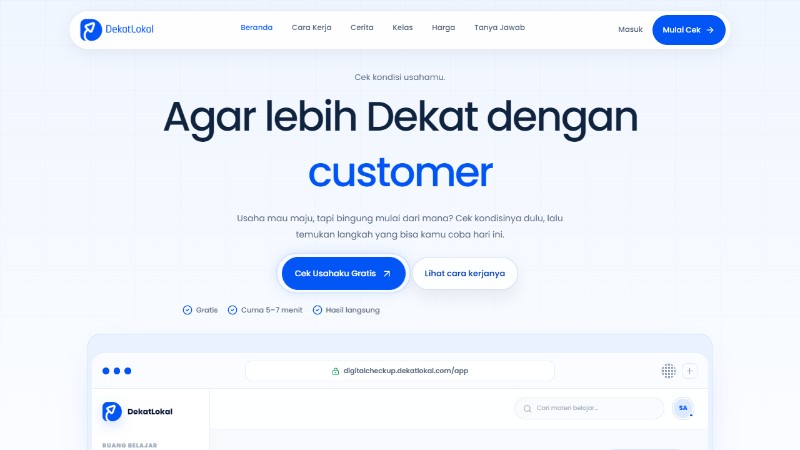 DekatLokal
Beranda
Cara Kerja
Cerita
Kelas
Harga
Tanya Jawab
Masuk
Mulai Cek
Cek kondisi usahamu.
Agar lebih Dekat dengan
customer
Usaha mau maju, tapi bingung mulai dari mana? Cek kondisinya dulu, lalu
temukan langkah yang bisa kamu coba hari ini.
Cek Usahaku Gratis
Lihat cara kerjanya
Gratis
Cuma 5–7 menit
Hasil langsung
digitalcheckup.dekatlokal.com/app
DekatLokal
Cari materi belajar...
SA
RUANG BELAJAR